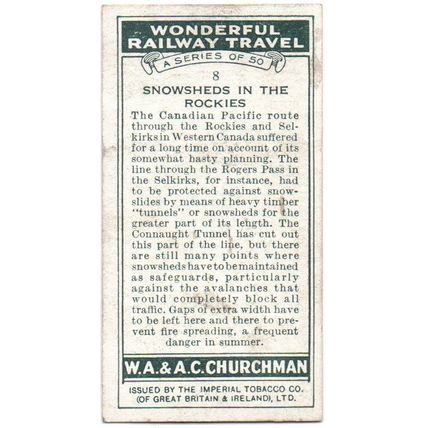 WONDERFUL
RAILWAY TRAVEL
A SERIES OF 50
8
SNOWSHEDS IN THE
ROCKIES
The Canadian Pacific route
through the Rockies and Sel-
kirks in Western Canada suffered
for a long time on account of its
somewhat hasty planning. The
line through the Rogers Pass in
the Selkirks, for instance, had
to be protected against snow-
slides by means of heavy timber
"tunnels" or snowsheds for the
greater part of its length. The
Connaught Tunnel has cut out
this part of the line, but there
are still many points where
snowsheds have to be maintained
as safeguards, particularly
against the avalanches that
would completely block all
traffic. Gaps of extra width have
to be left here and there to pre-
vent fire spreading, a frequent
danger in summer.
W.A. & A.C. CHURCHMAN
ISSUED BY THE IMPERIAL TOBACCO CO.
(OF GREAT BRITAIN & IRELAND), LTD.